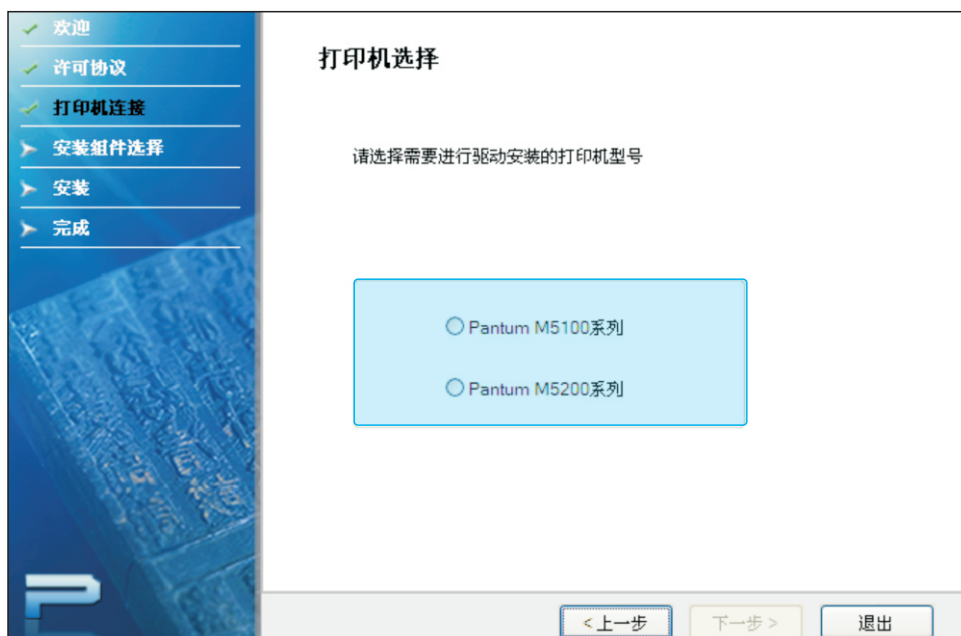 欢迎
许可协议
打印机连接
安装组件选择
安装
完成
打印机选择
请选择需要进行驱动安装的打印机型号
Pantum M5100系列
Pantum M5200系列
<上一步
下一步>
退出